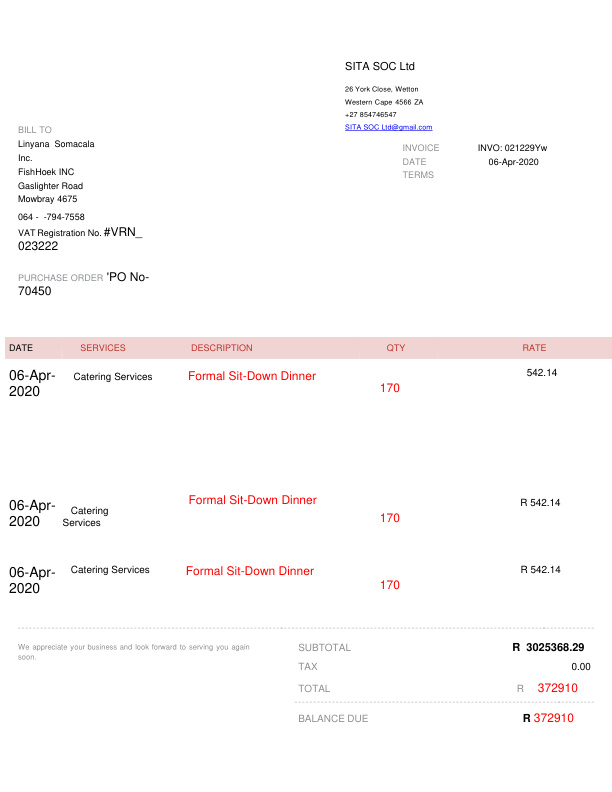 SITA SOC Ltd
26 York Close, Wetton
Western Cape 4566 ZA
+27 854746547
SITA SOC Ltd@gmail.com
BILL TO
Linyana Somacala
Inc.
FishHoek INC
Gaslighter Road
Mowbray 4675
064 - -794-7558
VAT Registration No. #VRN_
023222
INVOICE INVO: 021229Yw
DATE 06-Apr-2020
TERMS
PURCHASE ORDER 'PO No-
70450
DATE SERVICES DESCRIPTION QTY RATE
06-Apr-
2020 Catering Services Formal Sit-Down Dinner 170 542.14
06-Apr-
2020 Catering
Services Formal Sit-Down Dinner 170 R 542.14
06-Apr-
2020 Catering Services Formal Sit-Down Dinner 170 R 542.14
We appreciate your business and look forward to serving you again
soon.
SUBTOTAL R 3025368.29
TAX 0.00
TOTAL R 372910
BALANCE DUE R 372910